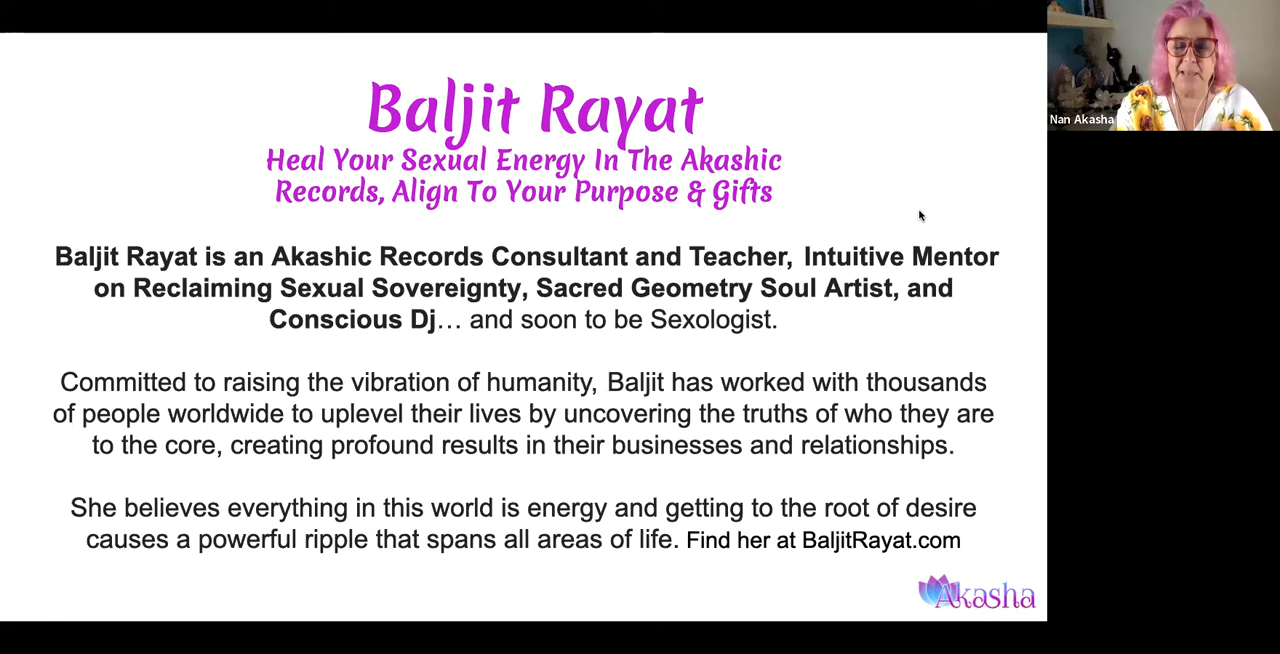 Baljit Rayat
Heal Your Sexual Energy In The Akashic
Records, Align To Your Purpose & Gifts
Baljit Rayat is an Akashic Records Consultant and Teacher, Intuitive Mentor
on Reclaiming Sexual Sovereignty, Sacred Geometry Soul Artist, and
Conscious Dj… and soon to be Sexologist.
Committed to raising the vibration of humanity, Baljit has worked with thousands
of people worldwide to uplevel their lives by uncovering the truths of who they are
to the core, creating profound results in their businesses and relationships.
She believes everything in this world is energy and getting to the root of desire
causes a powerful ripple that spans all areas of life. Find her at BaljitRayat.com
Akasha
Nan Akasha